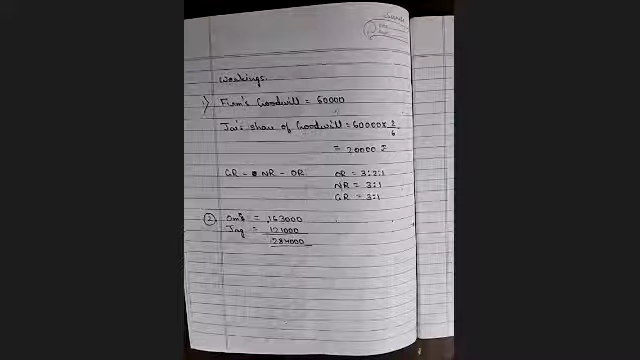 Workings.
1) Firm's Goodwill = 60000
Jai's share of Goodwill = 60000 x 2/6
= 20000 ₹
GR - NR - OR OR = 3:2:1
NR = 3:1
GR = 3:1
2 Om's = 163000
Jag = 121000
284000